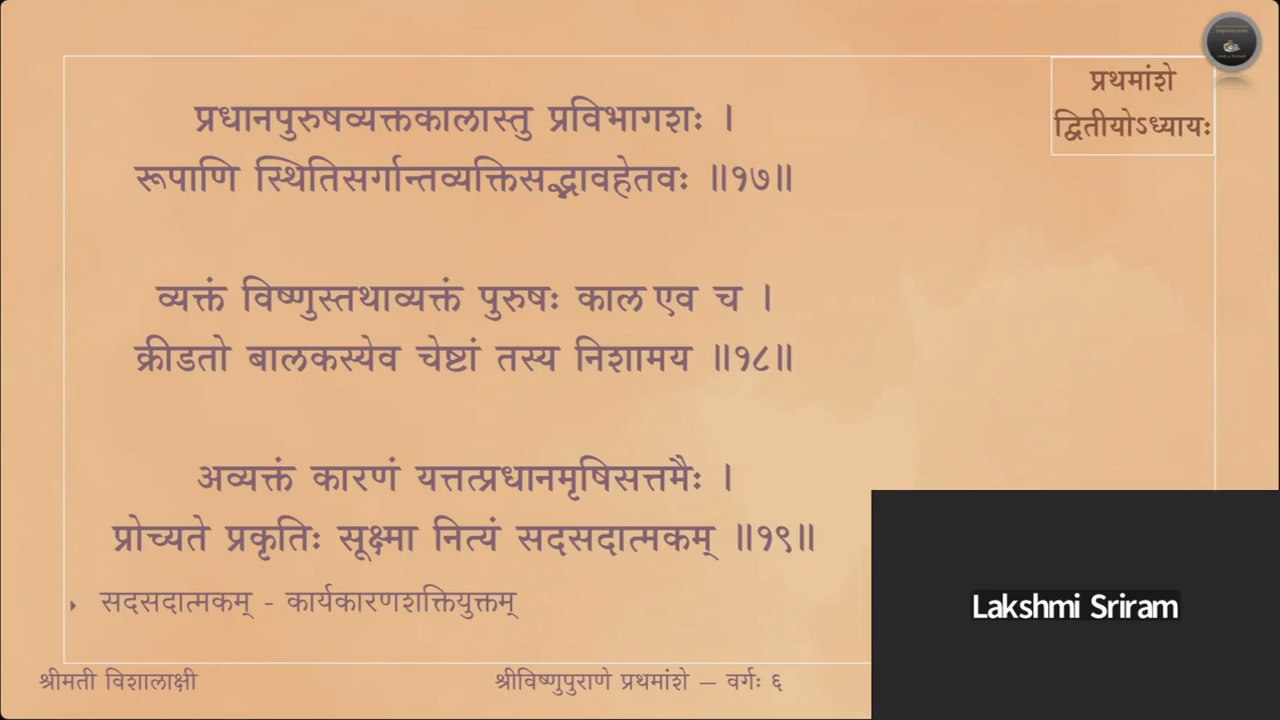 प्रथमांशे
द्वितीयोऽध्यायः
प्रधानपुरुषव्यक्तकालास्तु प्रविभागशः ।
रूपाणि स्थितिसर्गान्तव्यक्तिसद्भावहेतवः ॥१७॥
व्यक्तं विष्णुस्तथाव्यक्तं पुरुषः काल एव च ।
क्रीडतो बालकस्येव चेष्टां तस्य निशामय ॥१८॥
अव्यक्तं कारणं यत्तत्प्रधानमृषिसत्तमैः ।
प्रोच्यते प्रकृतिः सूक्ष्मा नित्यं सदसदात्मकम् ॥१९॥
सदसदात्मकम् - कार्यकारणशक्तियुक्तम्
Lakshmi Sriram
श्रीमती विशालाक्षी श्रीविष्णुपुराणे प्रथमांशे – वर्गः ६